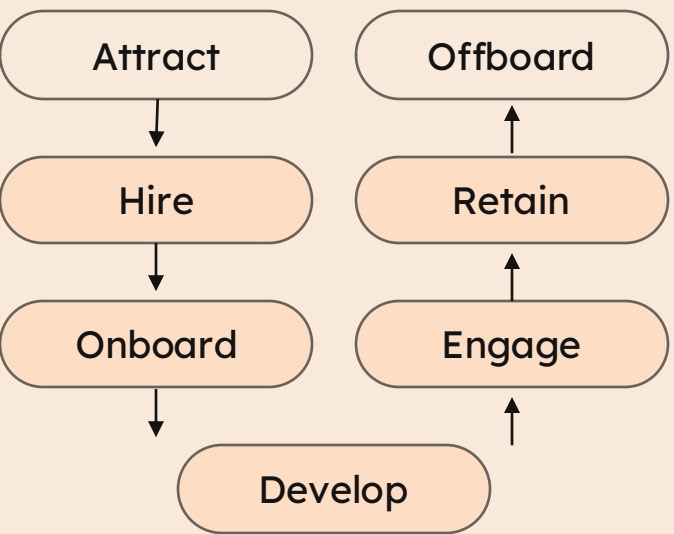 Attract
Hire
Onboard
Develop
Engage
Retain
Offboard